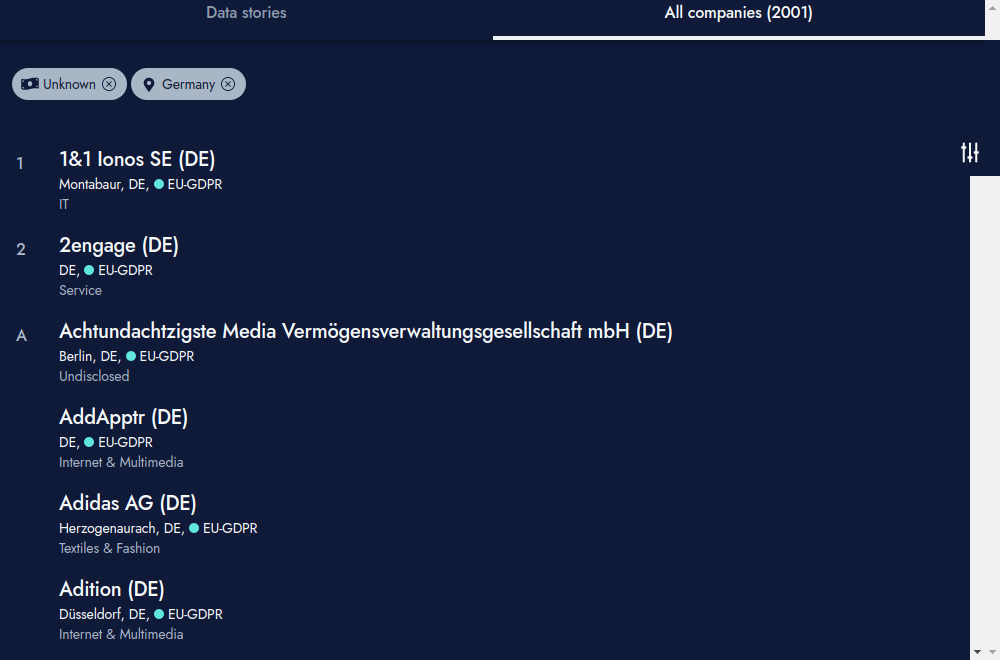 Data stories
All companies (2001)
Unknown
Germany
1
1&1 Ionos SE (DE)
Montabaur, DE, EU-GDPR
IT
2
2engage (DE)
DE, EU-GDPR
Service
A
Achtundachtzigste Media Vermögensverwaltungsgesellschaft mbH (DE)
Berlin, DE, EU-GDPR
Undisclosed
AddApptr (DE)
DE, EU-GDPR
Internet & Multimedia
Adidas AG (DE)
Herzogenaurach, DE, EU-GDPR
Textiles & Fashion
Adition (DE)
Düsseldorf, DE, EU-GDPR
Internet & Multimedia